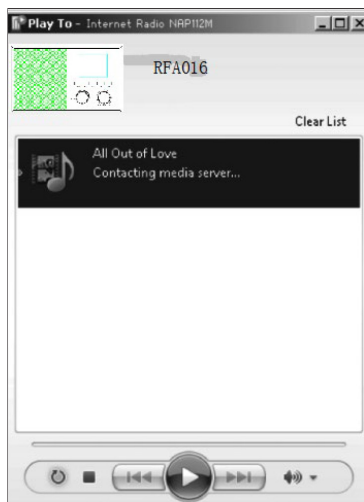 Play To - Internet Radio NAP112M
RFA016
Clear List
All Out of Love
Contacting media server...